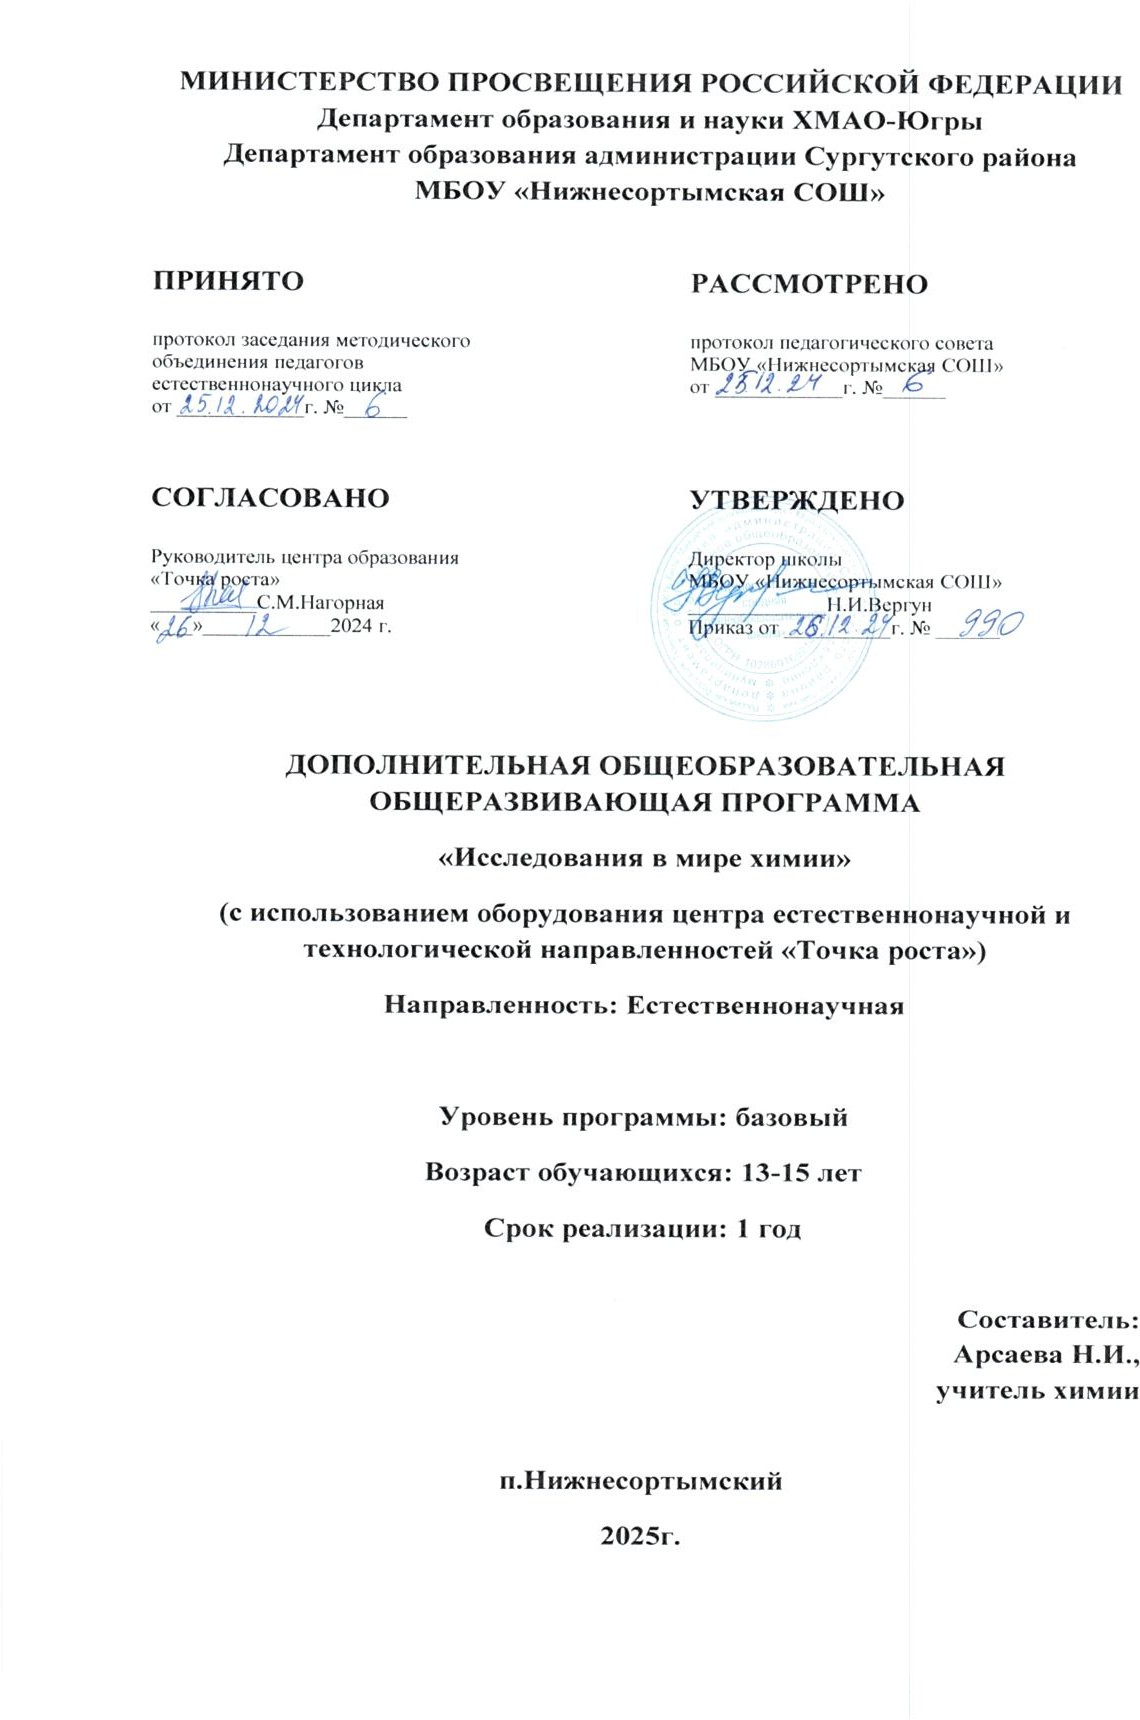 МИНИСТЕРСТВО ПРОСВЕЩЕНИЯ РОССИЙСКОЙ ФЕДЕРАЦИИ
Департамент образования и науки ХМАО-Югры
Департамент образования администрации Сургутского района
МБОУ «Нижнесортымская СОШ»
ПРИНЯТО
протокол заседания методического
объединения педагогов
естественнонаучного цикла
от 25.12.2024г. № 6
РАССМОТРЕНО
протокол педагогического совета
МБОУ «Нижнесортымская СОШ»
от 25.12.24 г. № 6
СОГЛАСОВАНО
Руководитель центра образования
«Точка роста»
С.М.Нагорная
«26» 12 2024 г.
УТВЕРЖДЕНО
Директор школы
МБОУ «Нижнесортымская СОШ»
Н.И.Вергун
Приказ от 26.12.24г. № 990
ДОПОЛНИТЕЛЬНАЯ ОБЩЕОБРАЗОВАТЕЛЬНАЯ
ОБЩЕРАЗВИВАЮЩАЯ ПРОГРАММА
«Исследования в мире химии»
(с использованием оборудования центра естественнонаучной и
технологической направленностей «Точка роста»)
Направленность: Естественнонаучная
Уровень программы: базовый
Возраст обучающихся: 13-15 лет
Срок реализации: 1 год
Составитель:
Арсаева Н.И.,
учитель химии
п.Нижнесортымский
2025г.